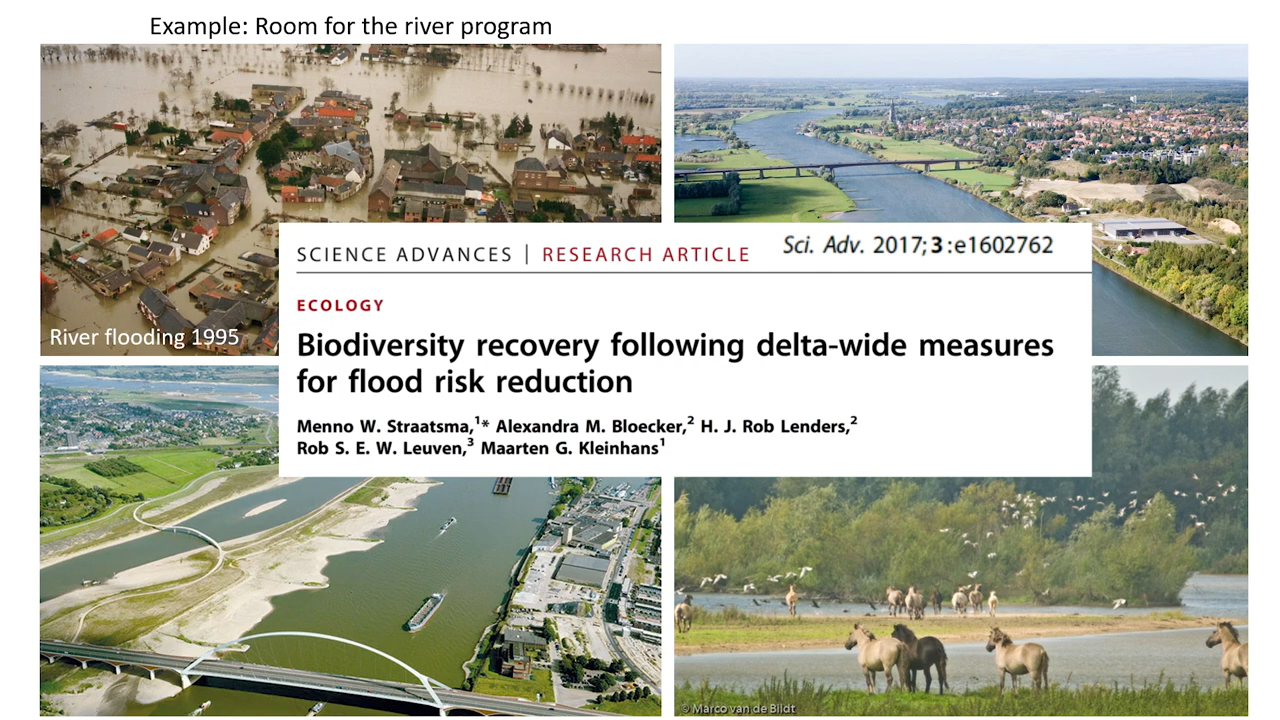 Example: Room for the river program
River flooding 1995
SCIENCE ADVANCES | RESEARCH ARTICLE Sci. Adv. 2017;3:e1602762
ECOLOGY
Biodiversity recovery following delta-wide measures
for flood risk reduction
Menno W. Straatsma,¹* Alexandra M. Bloecker,² H. J. Rob Lenders,²
Rob S. E. W. Leuven,³ Maarten G. Kleinhans¹
© Marco van de Bildt